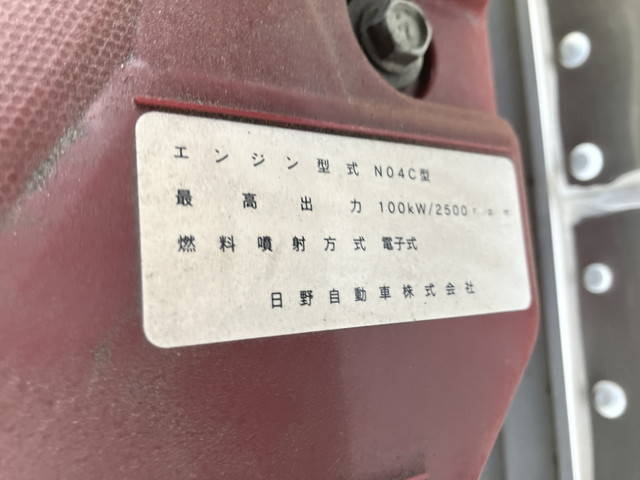 エンジン型式 N04C型
最高出力 100kW/2500
燃料噴射方式 電子式
日野自動車株式会社